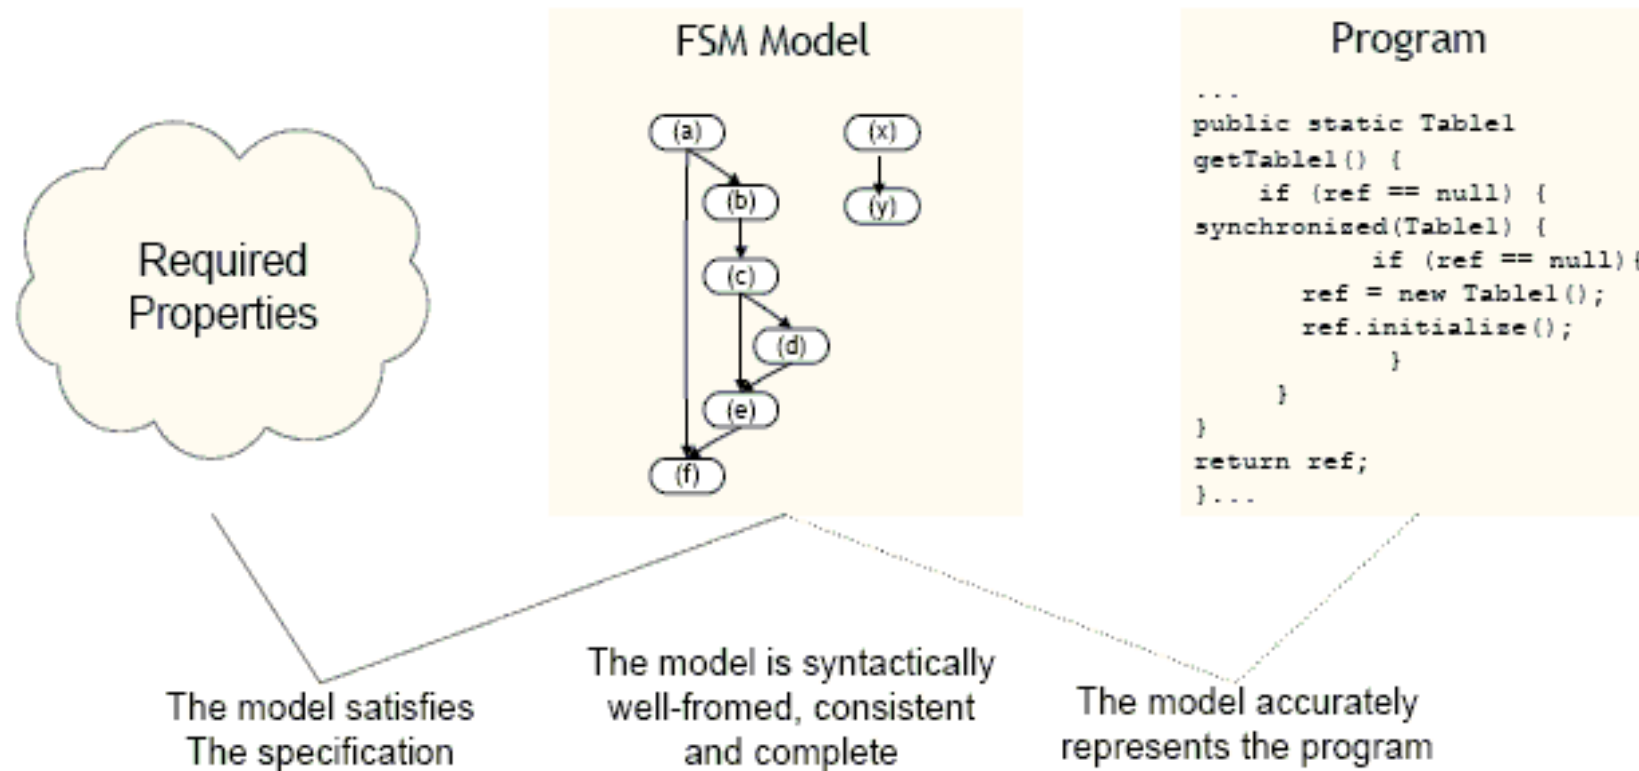 FSM Model
Program
Required
Properties
(a)
(b)
(c)
(d)
(e)
(f)
(x)
(y)
...
public static Table1
getTable1() {
if (ref == null) {
synchronized(Table1) {
if (ref == null){
ref = new Table1();
ref.initialize();
}
}
}
return ref;
}...
The model satisfies
The specification
The model is syntactically
well-fromed, consistent
and complete
The model accurately
represents the program